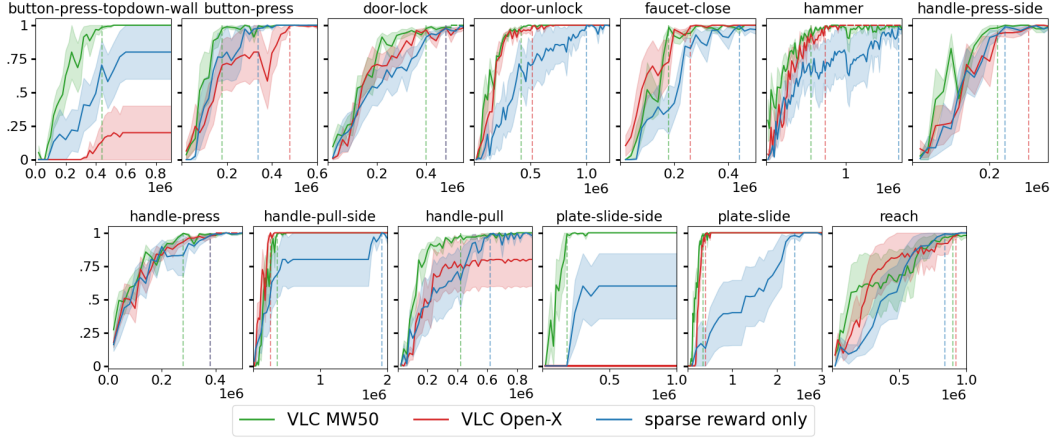 button-press-topdown-wall button-press door-lock door-unlock faucet-close hammer handle-press-side
1 .75 .5 .25 0
0.0 0.2 0.4 0.6 0.8 0.2 0.4 0.6 0.2 0.4 0.5 1.0 0.2 0.4 1 0.2
1e6 1e6 1e6 1e6 1e6 1e6 1e6
handle-press handle-pull-side handle-pull plate-slide-side plate-slide reach
1 .75 .5 .25 0
0.0 0.2 0.4 1 2 0.2 0.4 0.6 0.8 0.5 1.0 1 2 3 0.5 1.0
1e6 1e6 1e6 1e6 1e6 1e6
VLC MW50 VLC Open-X sparse reward only